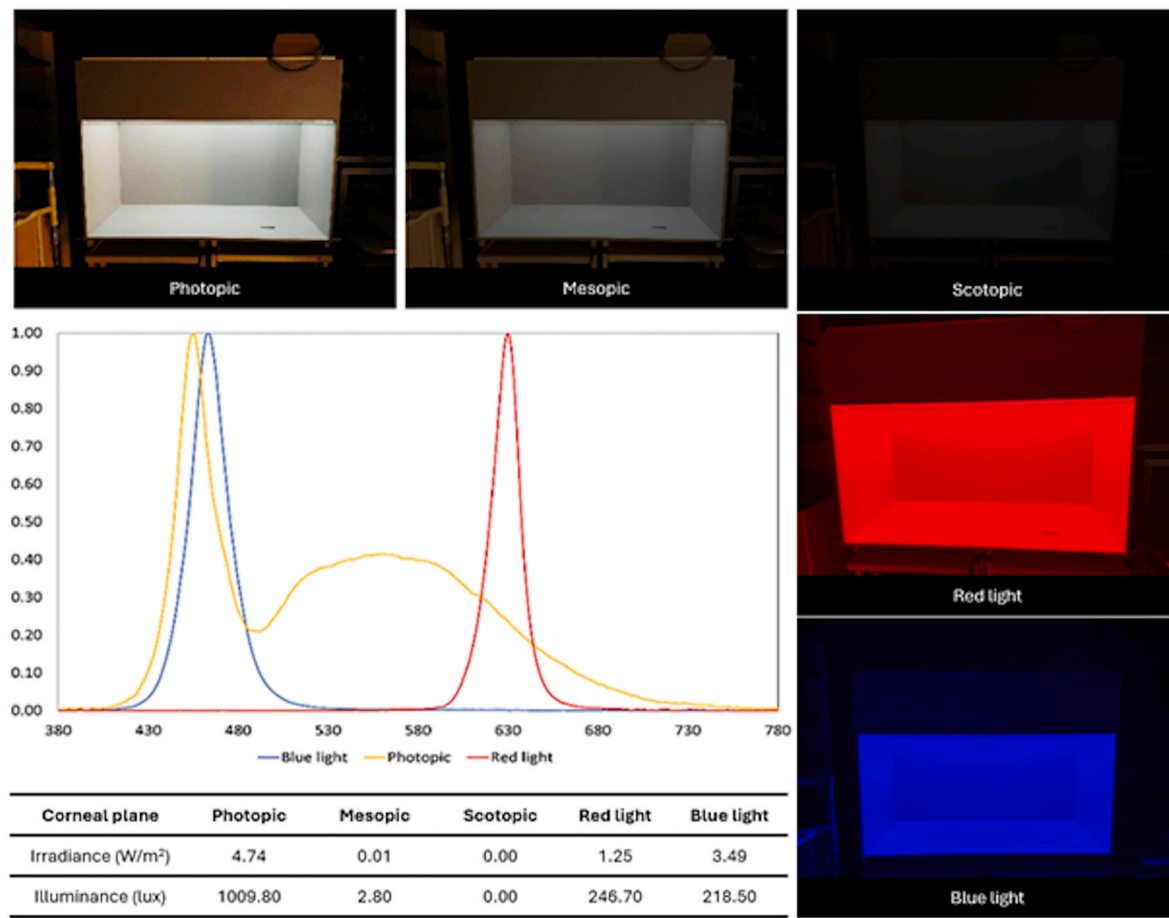 Photopic
Mesopic
Scotopic
1.00
0.90
0.80
0.70
0.60
0.50
0.40
0.30
0.20
0.10
0.00
380 430 480 530 580 630 680 730 780
Blue light Photopic Red light
Red light
Blue light
Corneal plane Photopic Mesopic Scotopic Red light Blue light
Irradiance (W/m²) 4.74 0.01 0.00 1.25 3.49
Illuminance (lux) 1009.80 2.80 0.00 246.70 218.50